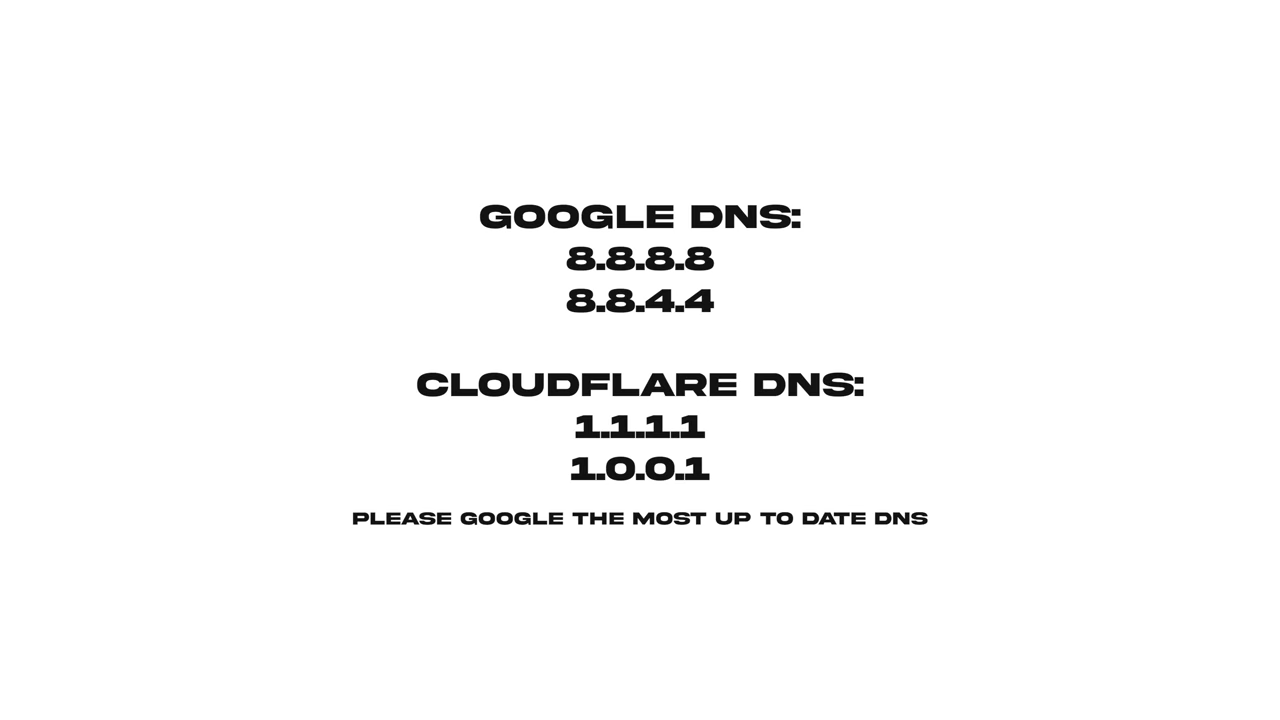 GOOGLE DNS:
8.8.8.8
8.8.4.4
CLOUDFLARE DNS:
1.1.1.1
1.0.0.1
PLEASE GOOGLE THE MOST UP TO DATE DNS